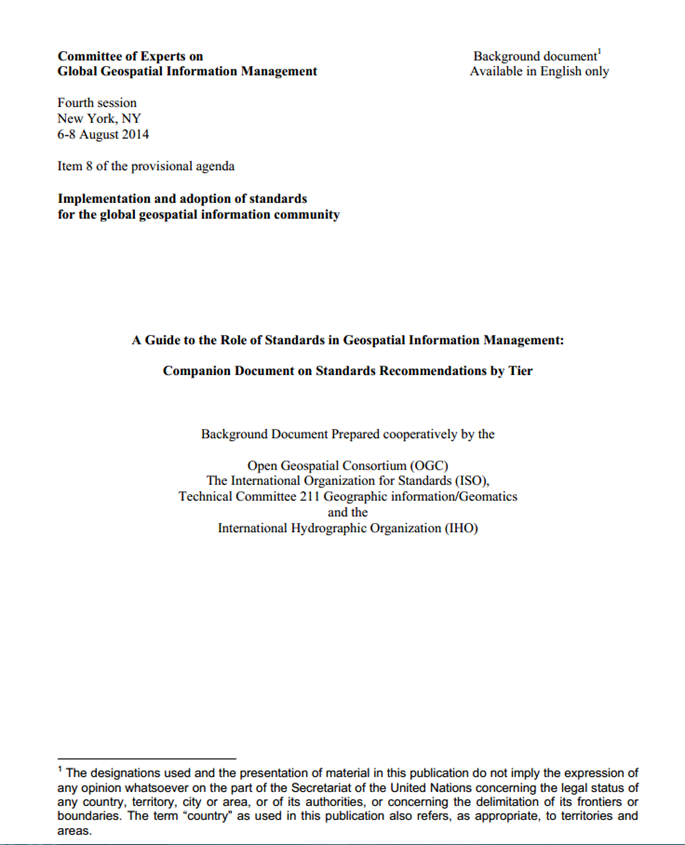 Committee of Experts on
Global Geospatial Information Management
Background document1
Available in English only
Fourth session
New York, NY
6-8 August 2014
Item 8 of the provisional agenda
Implementation and adoption of standards
for the global geospatial information community
A Guide to the Role of Standards in Geospatial Information Management:
Companion Document on Standards Recommendations by Tier
Background Document Prepared cooperatively by the
Open Geospatial Consortium (OGC)
The International Organization for Standards (ISO),
Technical Committee 211 Geographic information/Geomatics
and the
International Hydrographic Organization (IHO)
1 The designations used and the presentation of material in this publication do not imply the expression of
any opinion whatsoever on the part of the Secretariat of the United Nations concerning the legal status of
any country, territory, city or area, or of its authorities, or concerning the delimitation of its frontiers or
boundaries. The term “country” as used in this publication also refers, as appropriate, to territories and
areas.